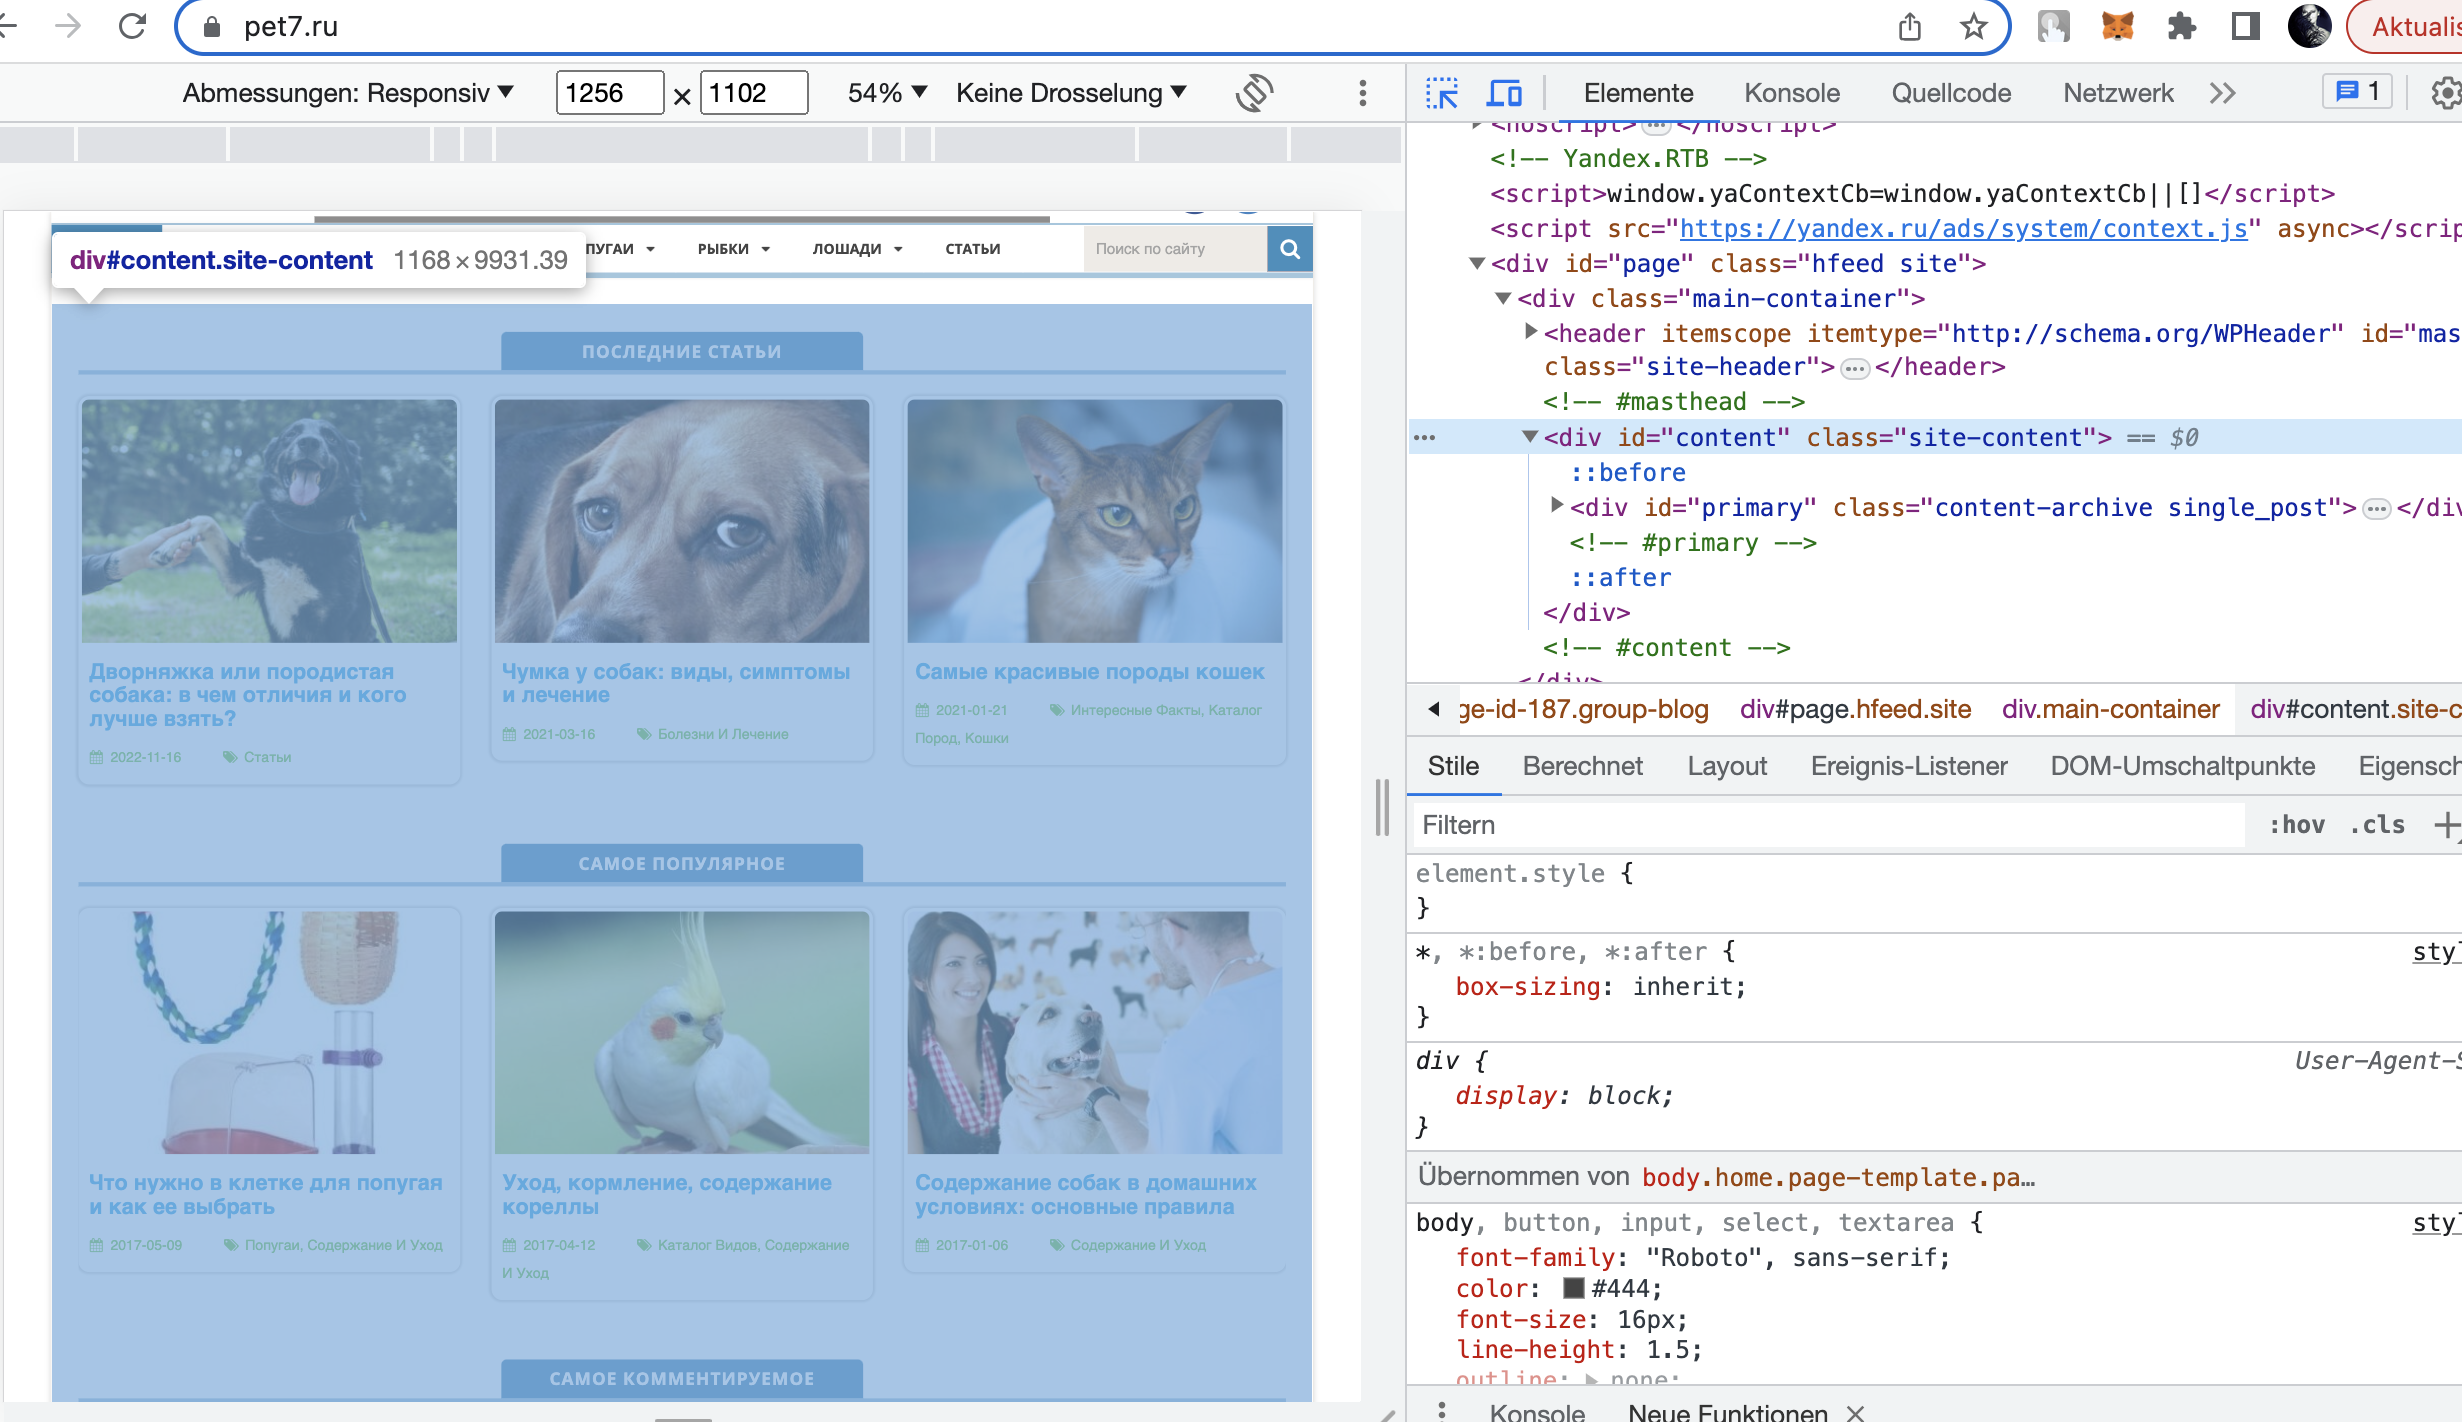 pet7.ru
Abmessungen: Responsiv
1256 × 1102
54%
Keine Drosselung
div#content.site-content 1168×9931.39
ПУГАИ
РЫБКИ
ЛОШАДИ
СТАТЬИ
Поиск по сайту
ПОСЛЕДНИЕ СТАТЬИ
Дворняжка или породистая
собака: в чем отличия и кого
лучше взять?
2022-11-16 Статьи
Чумка у собак: виды, симптомы
и лечение
2021-03-16 Болезни И Лечение
Самые красивые породы кошек
2021-01-21 Интересные Факты, Каталог
Пород, Кошки
САМОЕ ПОПУЛЯРНОЕ
Что нужно в клетке для попугая
и как ее выбрать
2017-05-09 Попугаи, Содержание И Уход
Уход, кормление, содержание
кореллы
2017-04-12 Каталог Видов, Содержание
И Уход
Содержание собак в домашних
условиях: основные правила
2017-01-06 Содержание И Уход
САМОЕ КОММЕНТИРУЕМОЕ
Aktualis
Elemente Konsole Quellcode Netzwerk 1
<noscript> … </noscript>
<!-- Yandex.RTB -->
<script>window.yaContextCb=window.yaContextCb||[]</script>
<script src="https://yandex.ru/ads/system/context.js" async></scrip
<div id="page" class="hfeed site">
<div class="main-container">
<header itemscope itemtype="http://schema.org/WPHeader" id="mas
class="site-header"> … </header>
<!-- #masthead -->
<div id="content" class="site-content"> == $0
::before
<div id="primary" class="content-archive single_post"> … </div
<!-- #primary -->
::after
</div>
<!-- #content -->
</div>
ge-id-187.group-blog div#page.hfeed.site div.main-container div#content.site-c
Stile Berechnet Layout Ereignis-Listener DOM-Umschaltpunkte Eigensch
Filtern :hov .cls
element.style {
}
*, *:before, *:after { sty
box-sizing: inherit;
}
div { User-Agent-S
display: block;
}
Übernommen von body.home.page-template.pa…
body, button, input, select, textarea { sty
font-family: "Roboto", sans-serif;
color: #444;
font-size: 16px;
line-height: 1.5;
outline: none;
Konsole Neue Funktionen